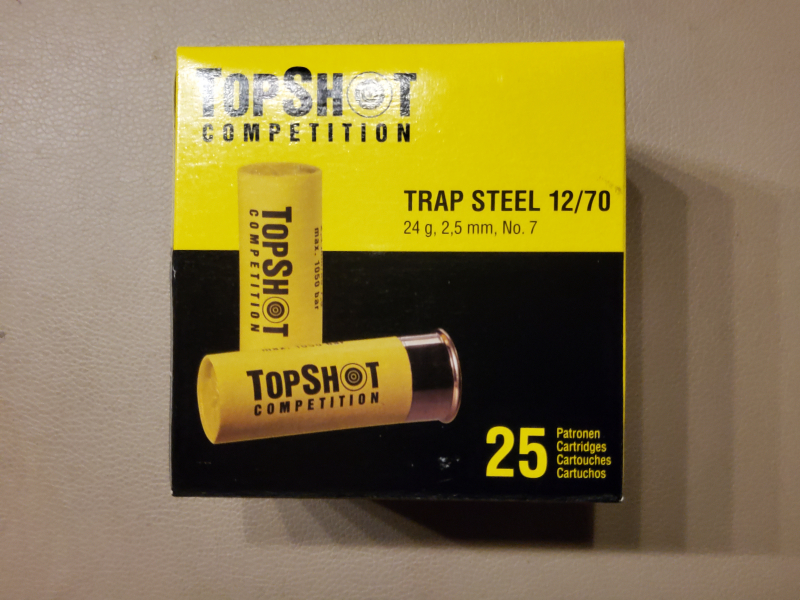 TOPSHOT
COMPETITION
TRAP STEEL 12/70
24 g, 2,5 mm, No. 7
TOPSHOT
COMPETITION
max. 1050 bar
TOPSHOT
COMPETITION
25
Patronen
Cartridges
Cartouches
Cartuchos